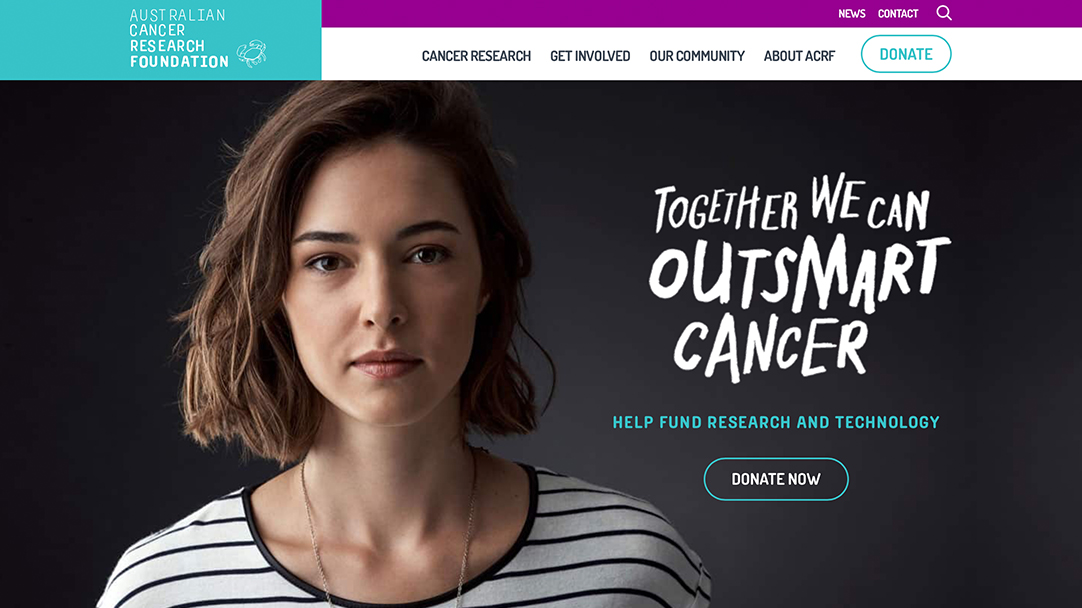 AUSTRALIAN
CANCER
RESEARCH
FOUNDATION
NEWS CONTACT
CANCER RESEARCH GET INVOLVED OUR COMMUNITY ABOUT ACRF DONATE
TOGETHER WE CAN
OUTSMART
CANCER
HELP FUND RESEARCH AND TECHNOLOGY
DONATE NOW